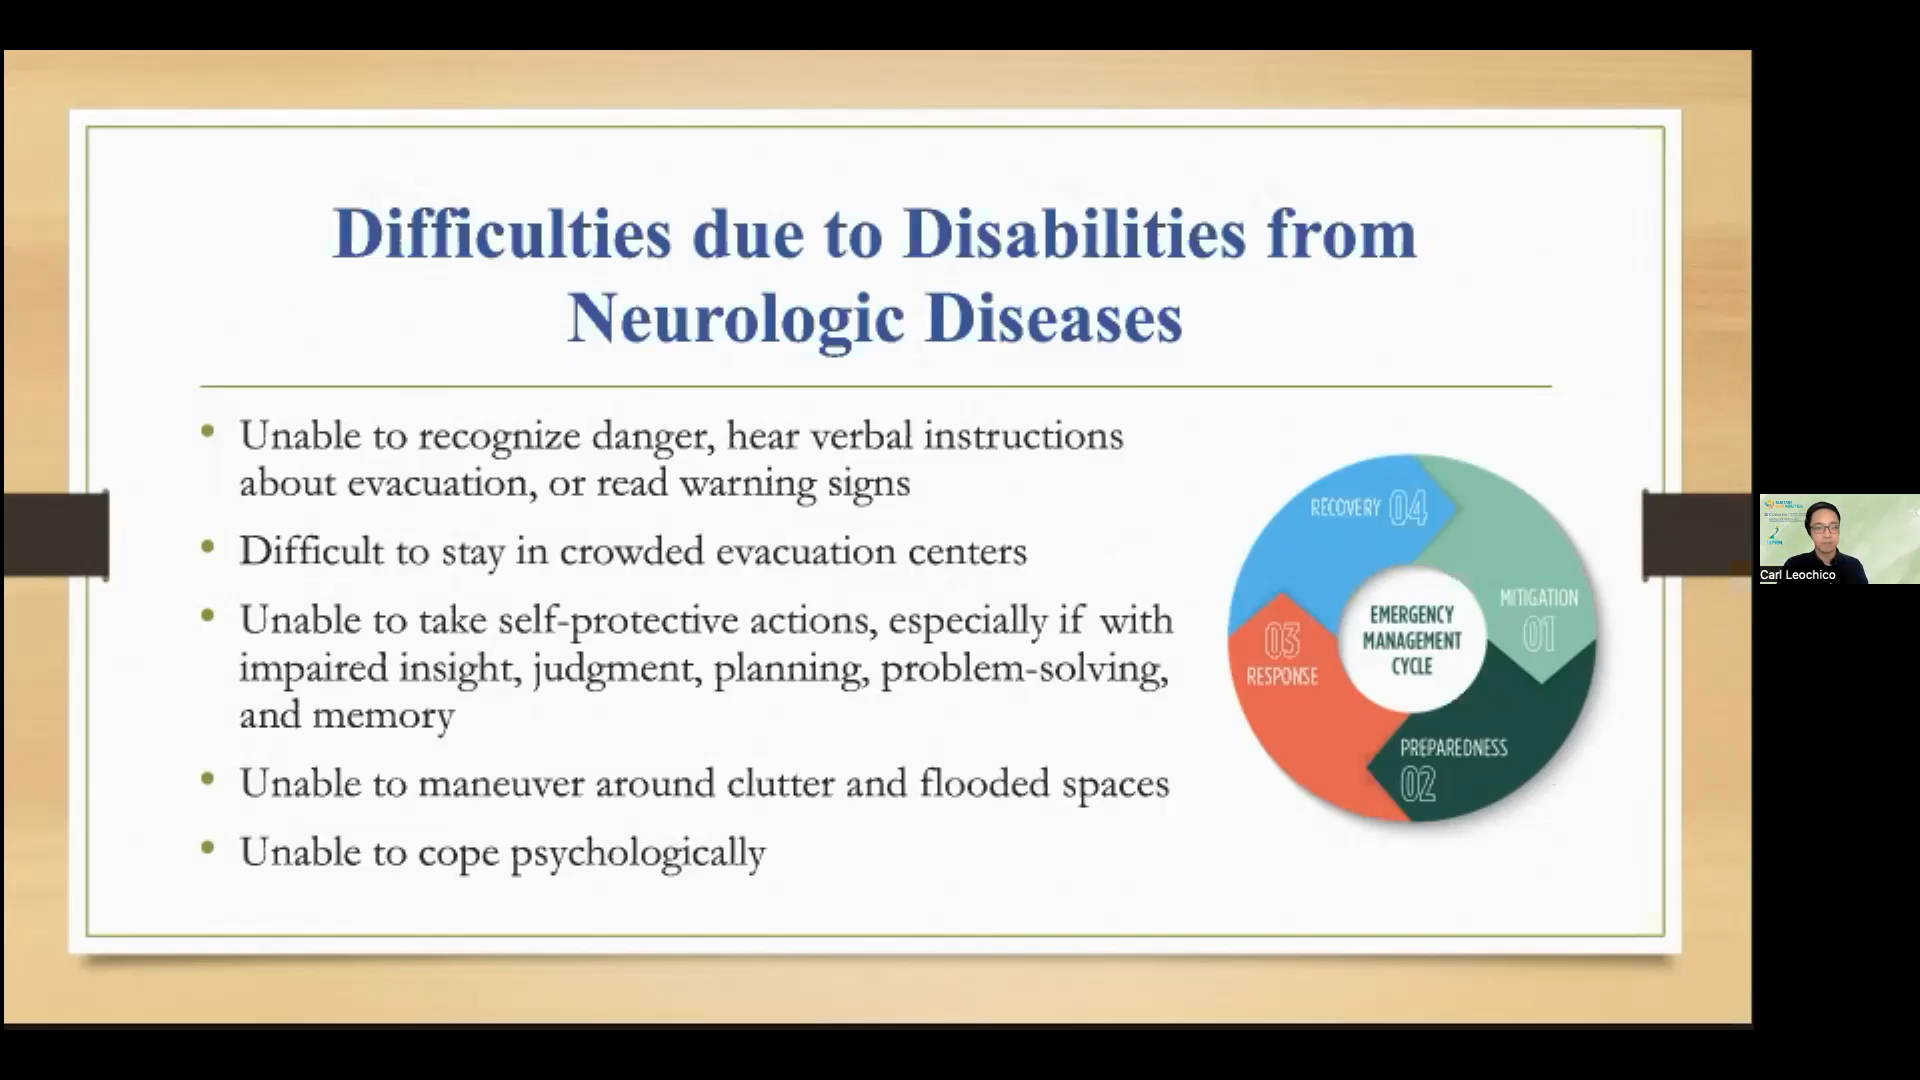 Difficulties due to Disabilities from
Neurologic Diseases
• Unable to recognize danger, hear verbal instructions
about evacuation, or read warning signs
• Difficult to stay in crowded evacuation centers
• Unable to take self-protective actions, especially if with
impaired insight, judgment, planning, problem-solving,
and memory
• Unable to maneuver around clutter and flooded spaces
• Unable to cope psychologically
RECOVERY 04
MITIGATION
01
EMERGENCY
MANAGEMENT
CYCLE
03
RESPONSE
PREPAREDNESS
02
Carl Leochico